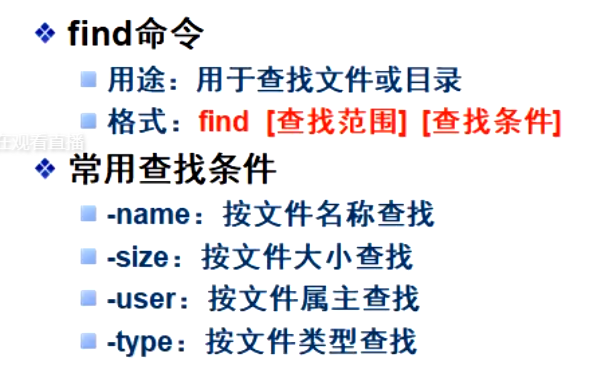 find命令
用途：用于查找文件或目录
格式：find [查找范围] [查找条件]
在观看直播
常用查找条件
-name：按文件名称查找
-size：按文件大小查找
-user：按文件属主查找
-type：按文件类型查找